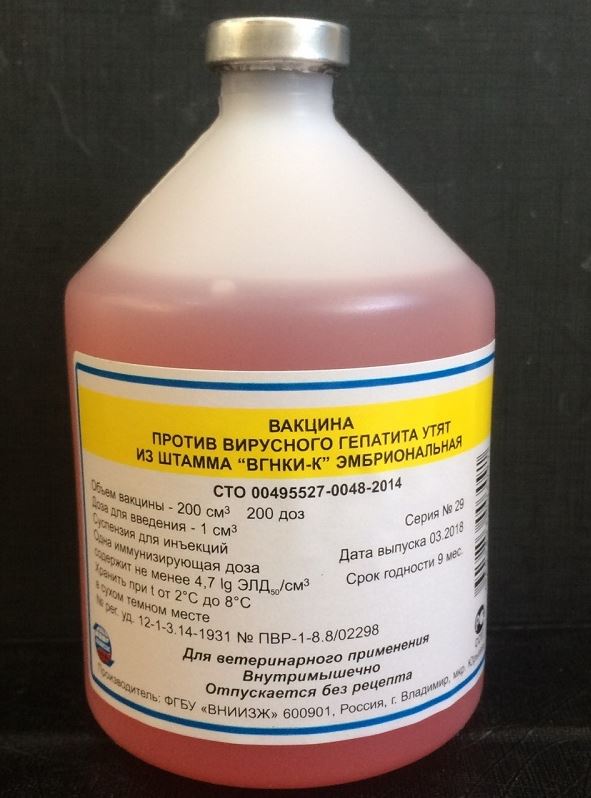 ВАКЦИНА
ПРОТИВ ВИРУСНОГО ГЕПАТИТА УТЯТ
ИЗ ШТАММА “ВГНКИ-К” ЭМБРИОНАЛЬНАЯ
СТО 00495527-0048-2014
Объем вакцины - 200 см³ 200 доз
Доза для введения - 1 см³
Суспензия для инъекций
Одна иммунизирующая доза
содержит не менее 4,7 lg ЭЛД₅₀/см³
Хранить при t от 2°С до 8°С
в сухом темном месте
№ рег. уд. 12-1-3.14-1931 № ПВР-1-8.8/02298
Серия № 29
Дата выпуска 03.2018
Срок годности 9 мес.
Для ветеринарного применения
Внутримышечно
Отпускается без рецепта
Производитель: ФГБУ «ВНИИЗЖ» 600901, Россия, г. Владимир, мкр.